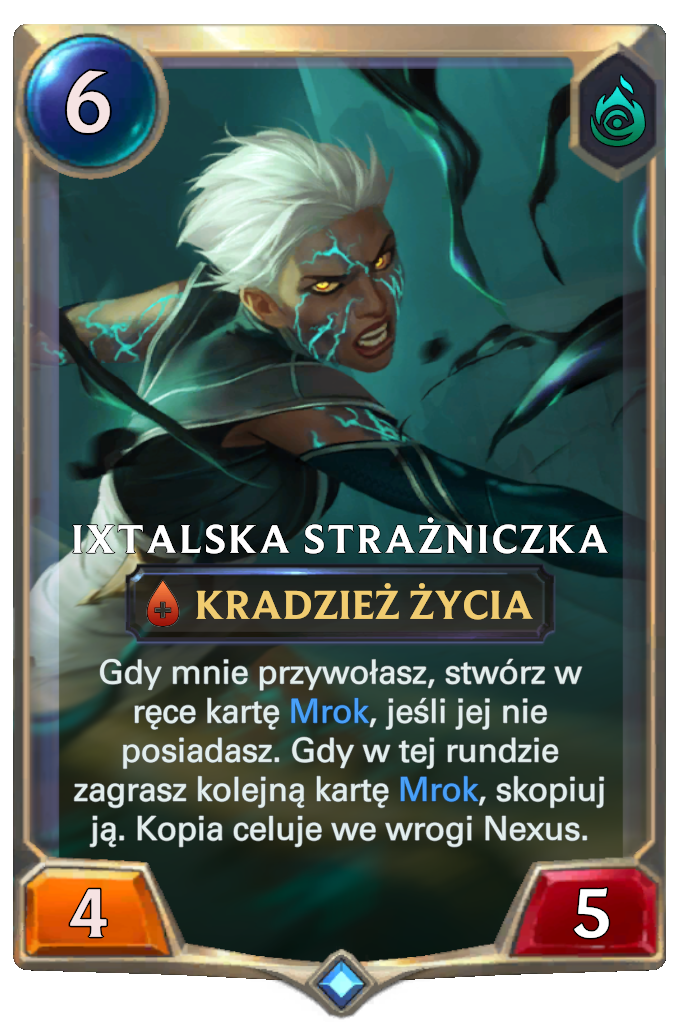 6
IXTALSKA STRAŻNICZKA
KRADZIEŻ ŻYCIA
Gdy mnie przywołasz, stwórz w
ręce kartę Mrok, jeśli jej nie
posiadasz. Gdy w tej rundzie
zagrasz kolejną kartę Mrok, skopiuj
ją. Kopia celuje we wrogi Nexus.
4
5